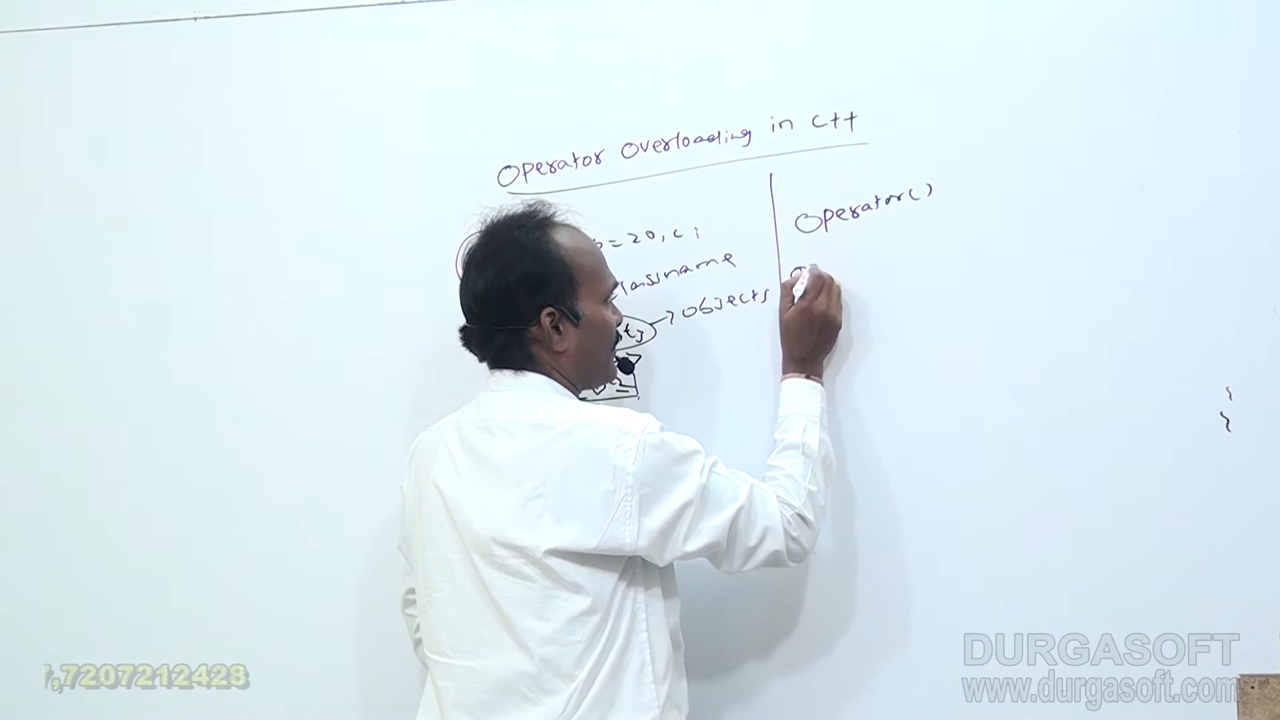 Operator Overloading in C++
=20, c;
classname
→ objects
Operator()
}
,7207212428
DURGASOFT
www.durgasoft.com